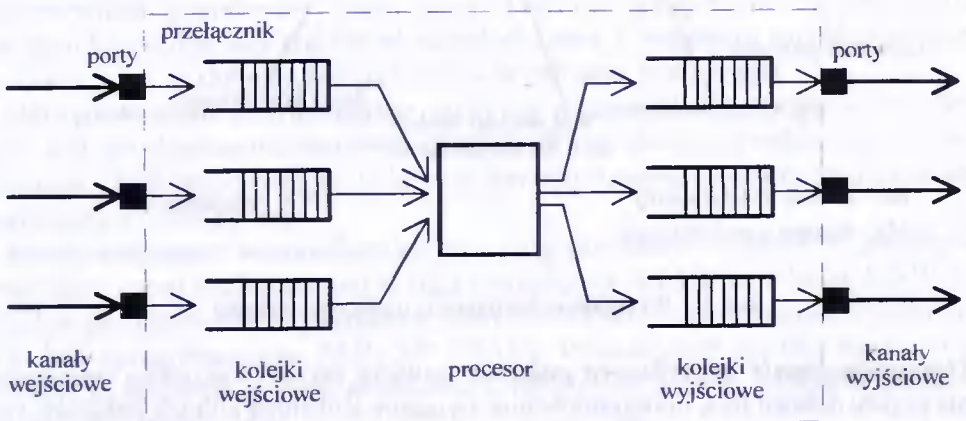 przełącznik
porty
porty
kanały
wejściowe
kolejki
wejściowe
procesor
kolejki
wyjściowe
kanały
wyjściowe